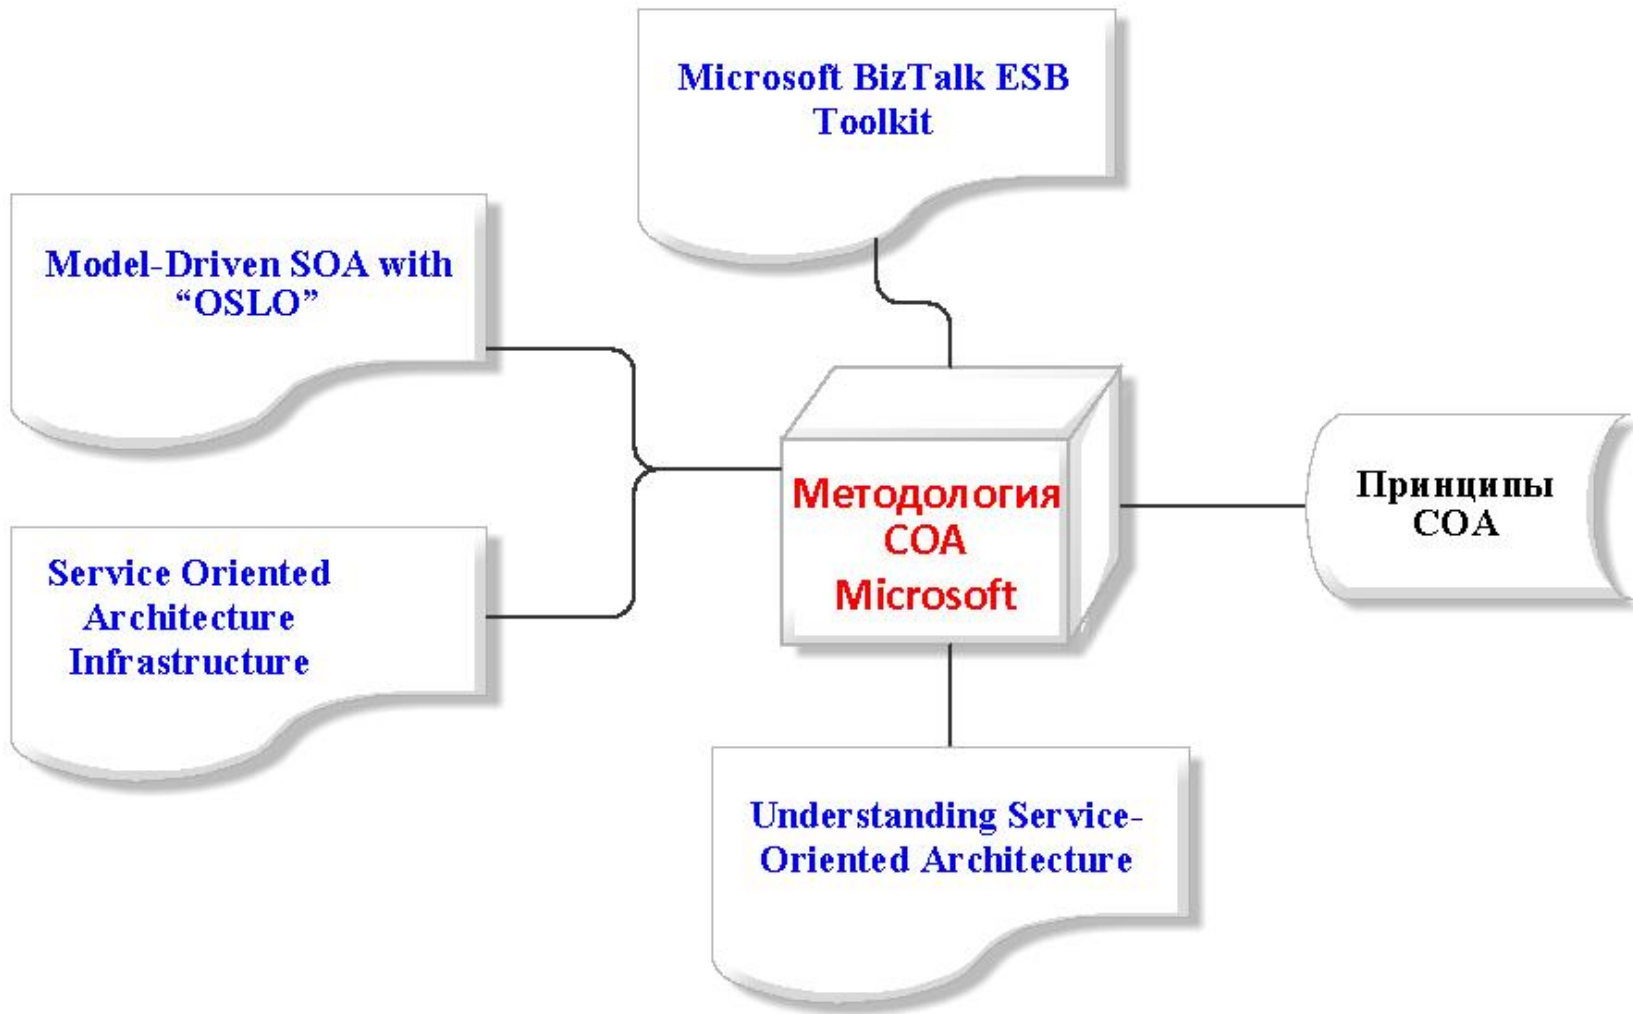 Microsoft BizTalk ESB
Toolkit
Model-Driven SOA with
“OSLO”
Service Oriented
Architecture
Infrastructure
Методология
СОА
Microsoft
Принципы
СОА
Understanding Service-
Oriented Architecture